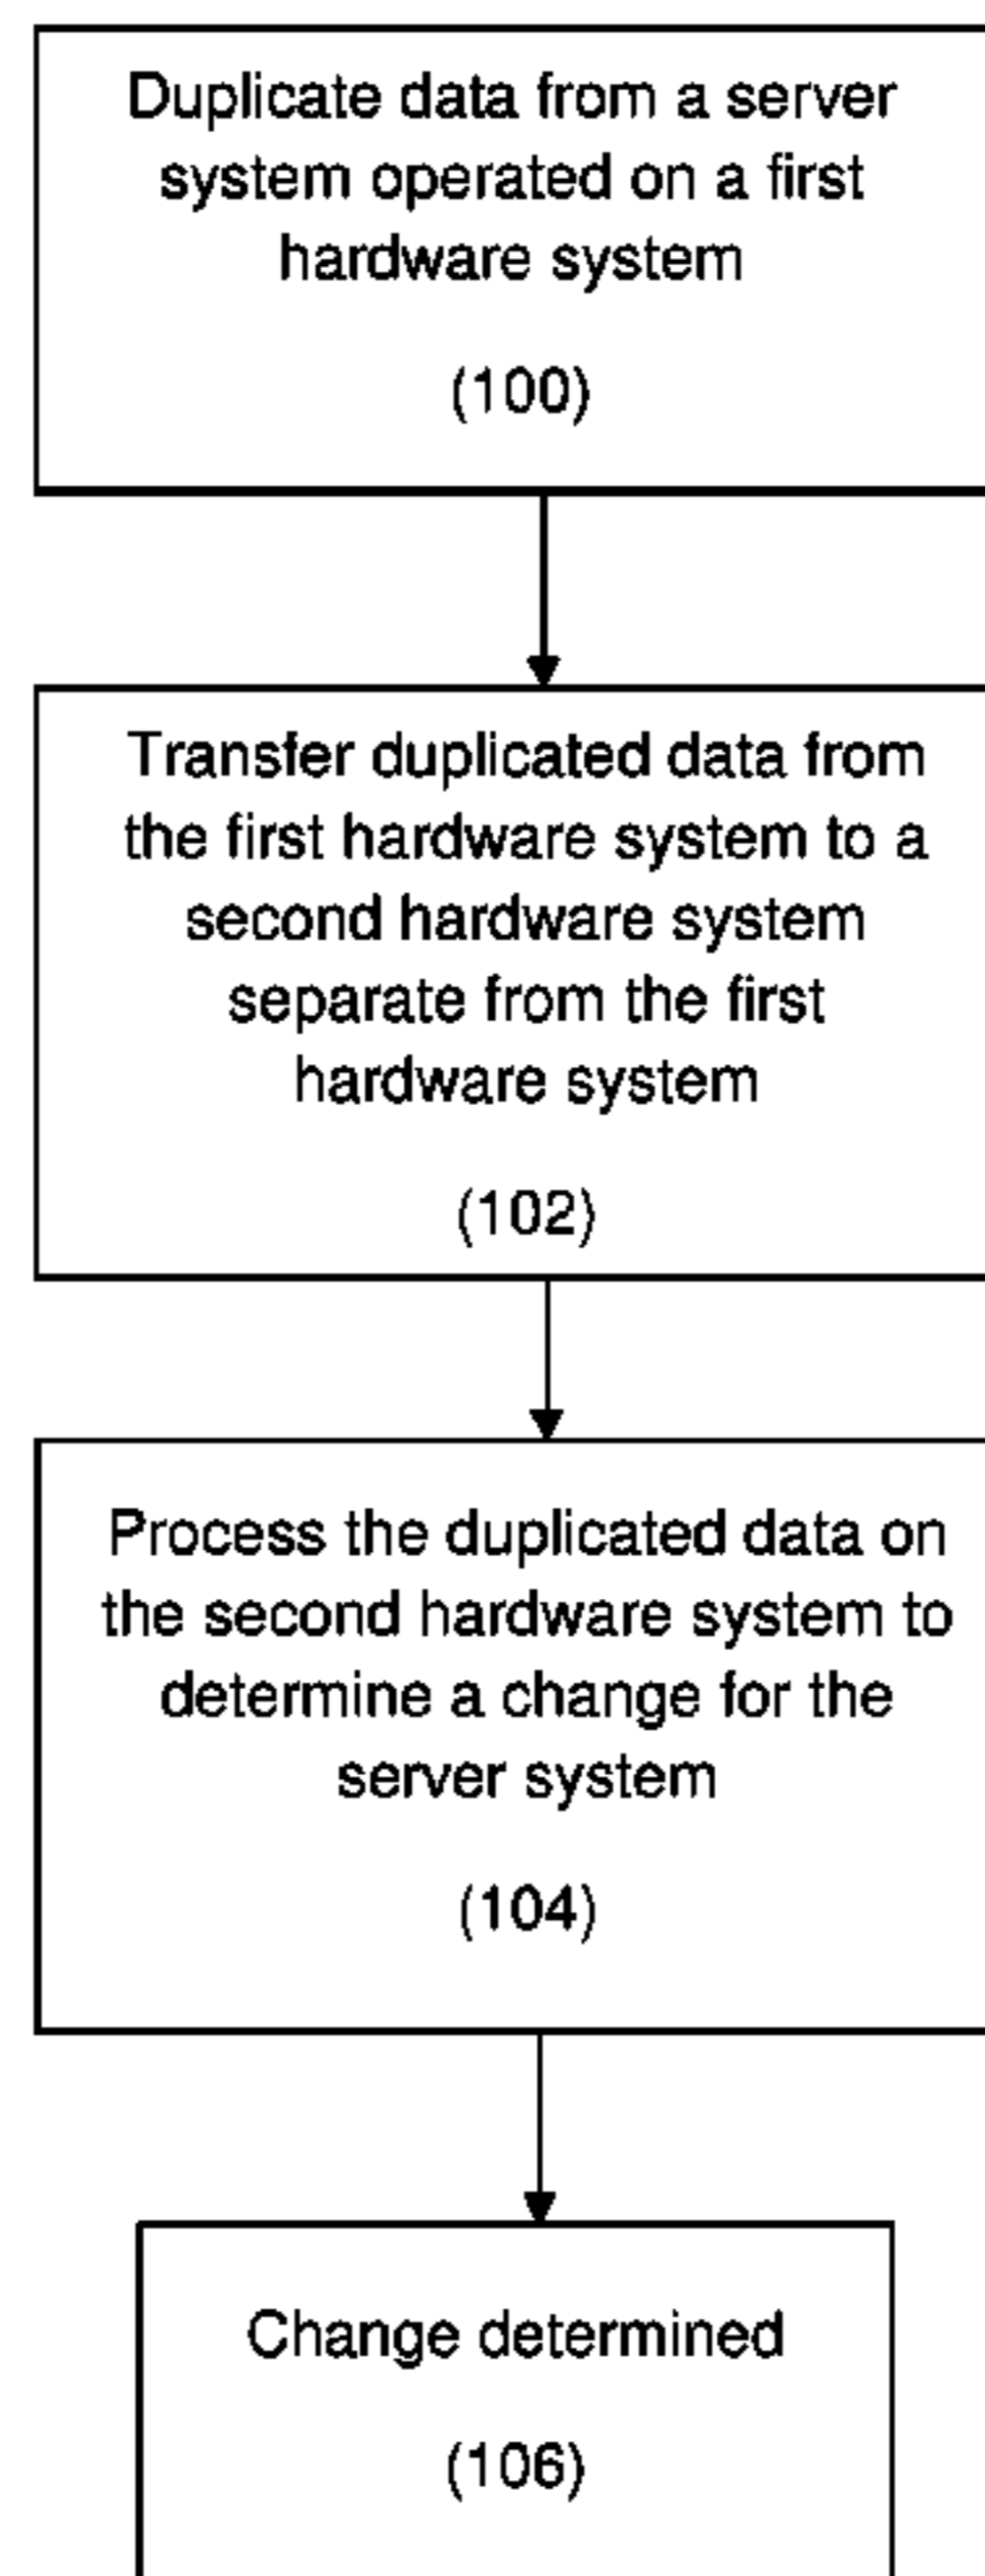 Duplicate data from a server
system operated on a first
hardware system
(100)
Transfer duplicated data from
the first hardware system to a
second hardware system
separate from the first
hardware system
(102)
Process the duplicated data on
the second hardware system to
determine a change for the
server system
(104)
Change determined
(106)